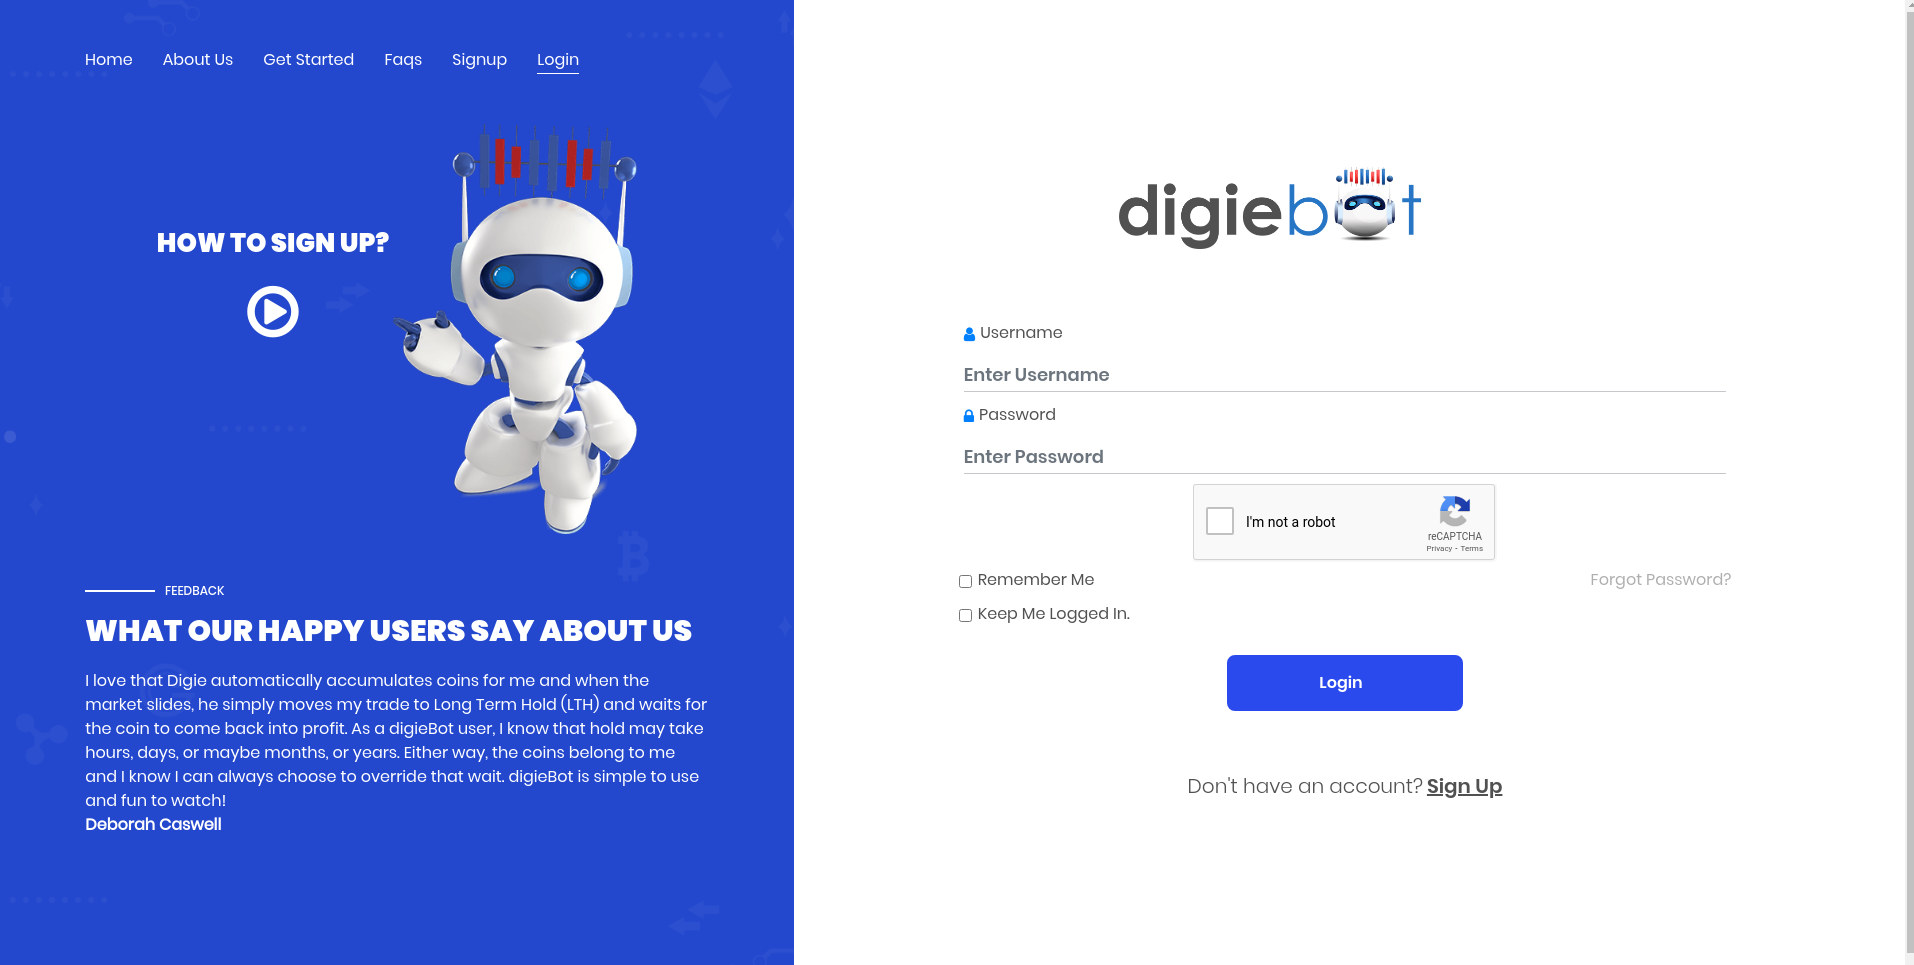 Home About Us Get Started Faqs Signup Login
HOW TO SIGN UP?
FEEDBACK
WHAT OUR HAPPY USERS SAY ABOUT US
I love that Digie automatically accumulates coins for me and when the
market slides, he simply moves my trade to Long Term Hold (LTH) and waits for
the coin to come back into profit. As a digieBot user, I know that hold may take
hours, days, or maybe months, or years. Either way, the coins belong to me
and I know I can always choose to override that wait. digieBot is simple to use
and fun to watch!
Deborah Caswell
digiebot
Username
Enter Username
Password
Enter Password
I'm not a robot
reCAPTCHA
Privacy - Terms
Remember Me
Forgot Password?
Keep Me Logged In.
Login
Don't have an account? Sign Up